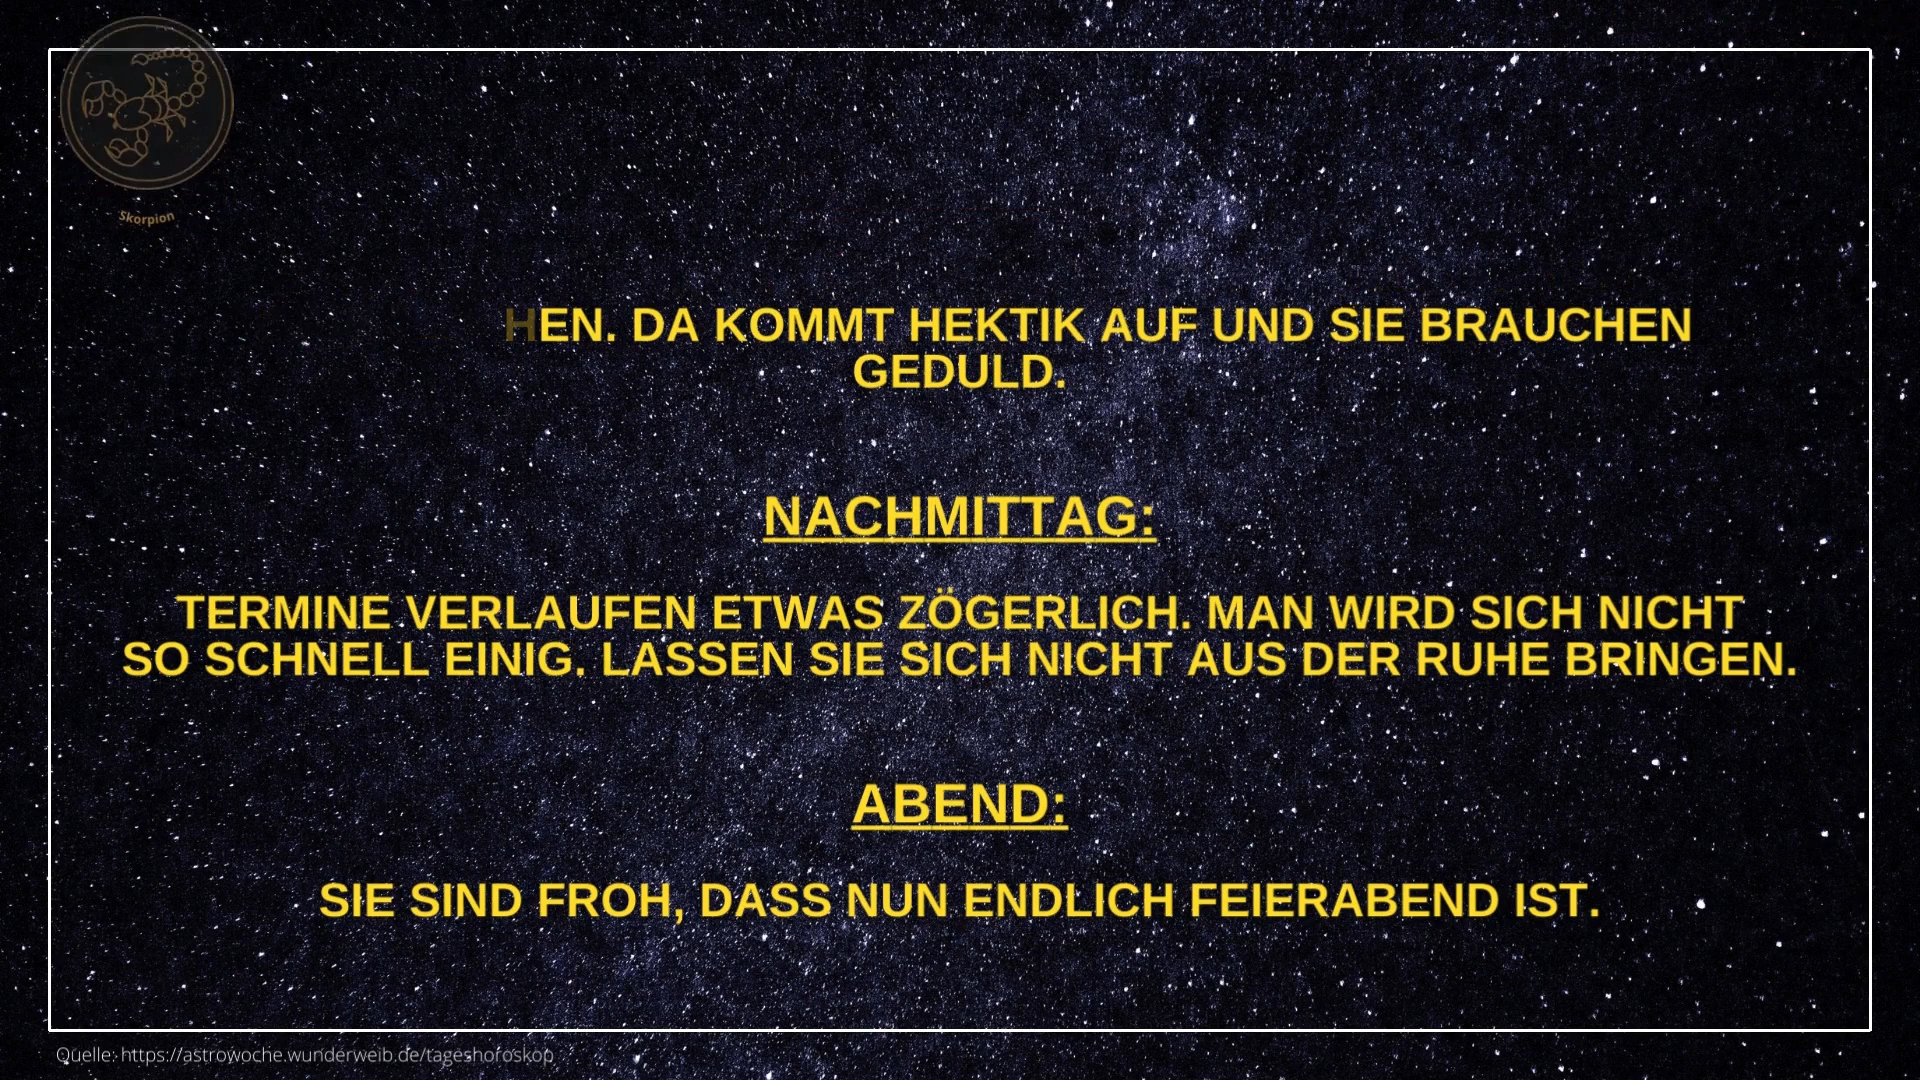 Skorpion
HEN. DA KOMMT HEKTIK AUF UND SIE BRAUCHEN
GEDULD.
NACHMITTAG:
TERMINE VERLAUFEN ETWAS ZÖGERLICH. MAN WIRD SICH NICHT
SO SCHNELL EINIG. LASSEN SIE SICH NICHT AUS DER RUHE BRINGEN.
ABEND:
SIE SIND FROH, DASS NUN ENDLICH FEIERABEND IST.
Quelle: https://astrowoche.wunderweib.de/tageshoroskop